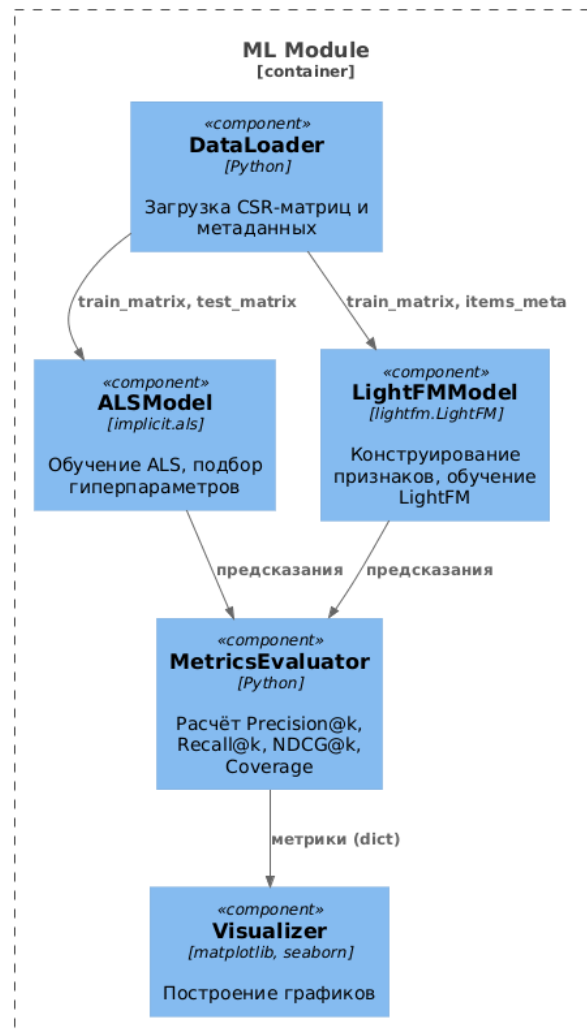 ML Module
[container]
«component»
DataLoader
[Python]
Загрузка CSR-матриц и
метаданных
train_matrix, test_matrix
train_matrix, items_meta
«component»
ALSModel
[implicit.als]
Обучение ALS, подбор
гиперпараметров
«component»
LightFMModel
[lightfm.LightFM]
Конструирование
признаков, обучение
LightFM
предсказания
предсказания
«component»
MetricsEvaluator
[Python]
Расчёт Precision@k,
Recall@k, NDCG@k,
Coverage
метрики (dict)
«component»
Visualizer
[matplotlib, seaborn]
Построение графиков